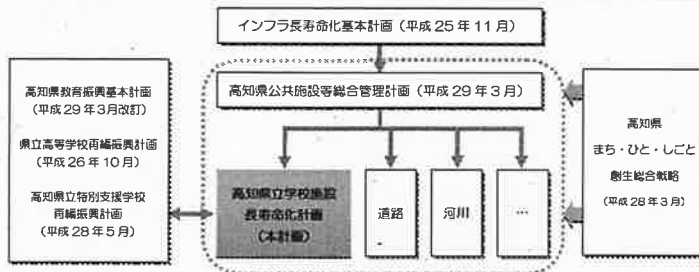 インフラ長寿命化基本計画（平成25年11月）
高知県公共施設等総合管理計画（平成29年3月）
高知県教育振興基本計画
（平成29年3月改訂）
県立高等学校再編振興計画
（平成26年10月）
高知県立特別支援学校
再編振興計画
（平成28年5月）
高知県立学校施設
長寿命化計画
（本計画）
道路
河川
…
高知県
まち・ひと・しごと
創生総合戦略
（平成28年3月）